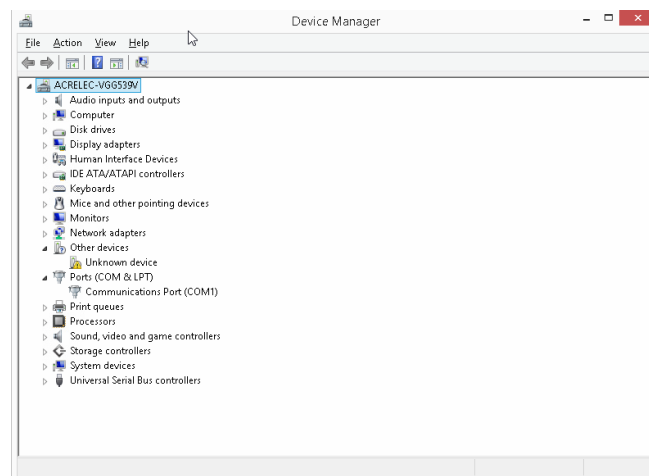 Device Manager
File Action View Help
ACRELEC-VGG539V
Audio inputs and outputs
Computer
Disk drives
Display adapters
Human Interface Devices
IDE ATA/ATAPI controllers
Keyboards
Mice and other pointing devices
Monitors
Network adapters
Other devices
Unknown device
Ports (COM & LPT)
Communications Port (COM1)
Print queues
Processors
Sound, video and game controllers
Storage controllers
System devices
Universal Serial Bus controllers